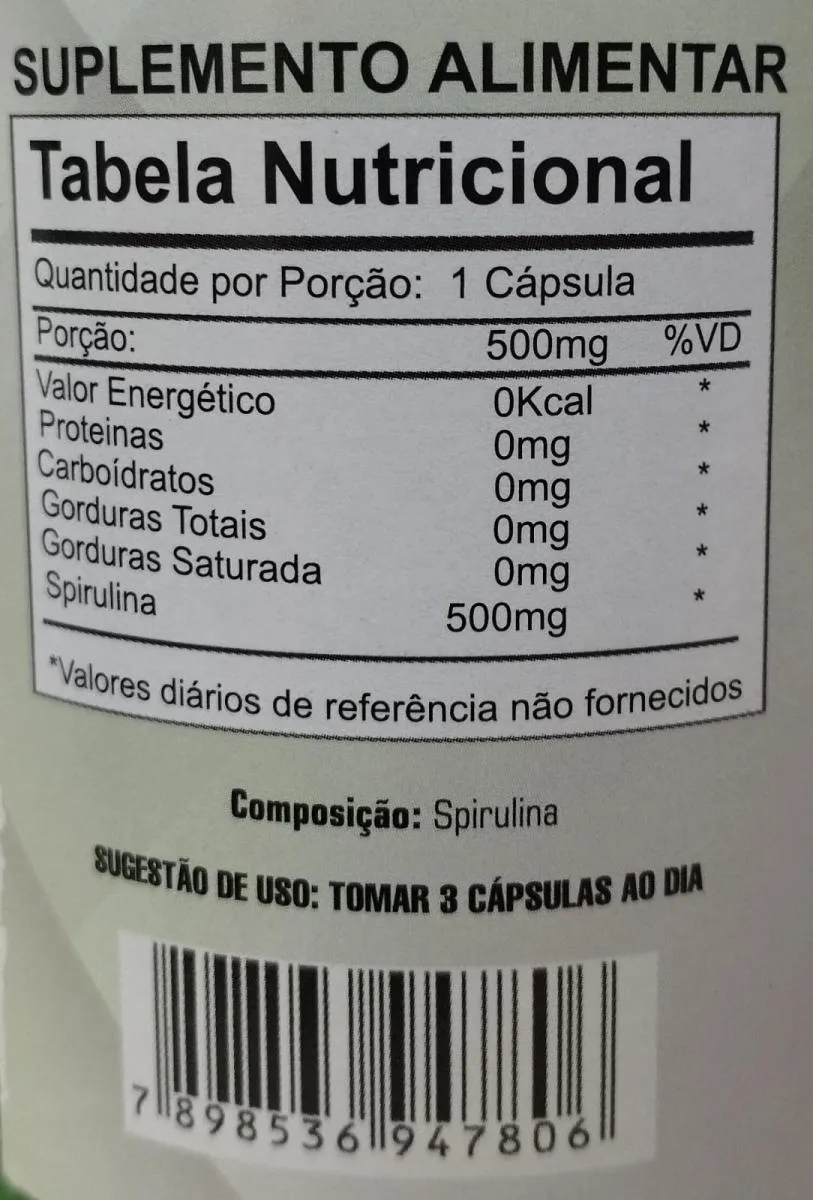 SUPLEMENTO ALIMENTAR
Tabela Nutricional
Quantidade por Porção: 1 Cápsula
Porção: 500mg %VD
Valor Energético 0Kcal *
Proteinas 0mg *
Carboídratos 0mg *
Gorduras Totais 0mg *
Gorduras Saturada 0mg *
Spirulina 500mg *
*Valores diários de referência não fornecidos
Composição: Spirulina
SUGESTÃO DE USO: TOMAR 3 CÁPSULAS AO DIA
7 898536 947806